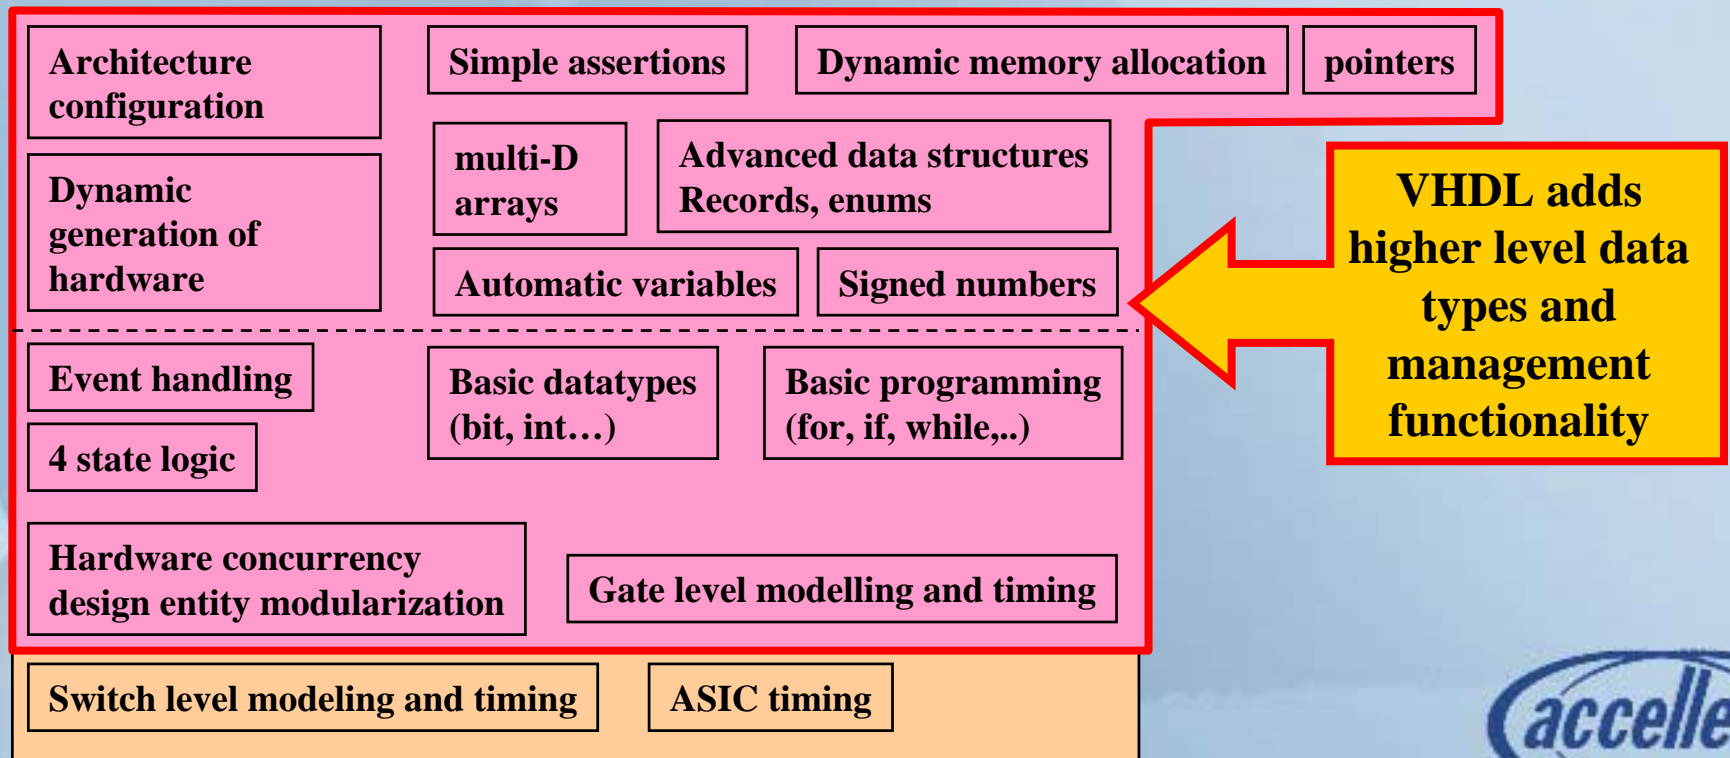 Architecture
configuration
Simple assertions
Dynamic memory allocation
pointers
Dynamic
generation of
hardware
multi-D
arrays
Advanced data structures
Records, enums
Automatic variables
Signed numbers
VHDL adds
higher level data
types and
management
functionality
Event handling
Basic datatypes
(bit, int…)
Basic programming
(for, if, while,..)
4 state logic
Hardware concurrency
design entity modularization
Gate level modelling and timing
Switch level modeling and timing
ASIC timing
accelle